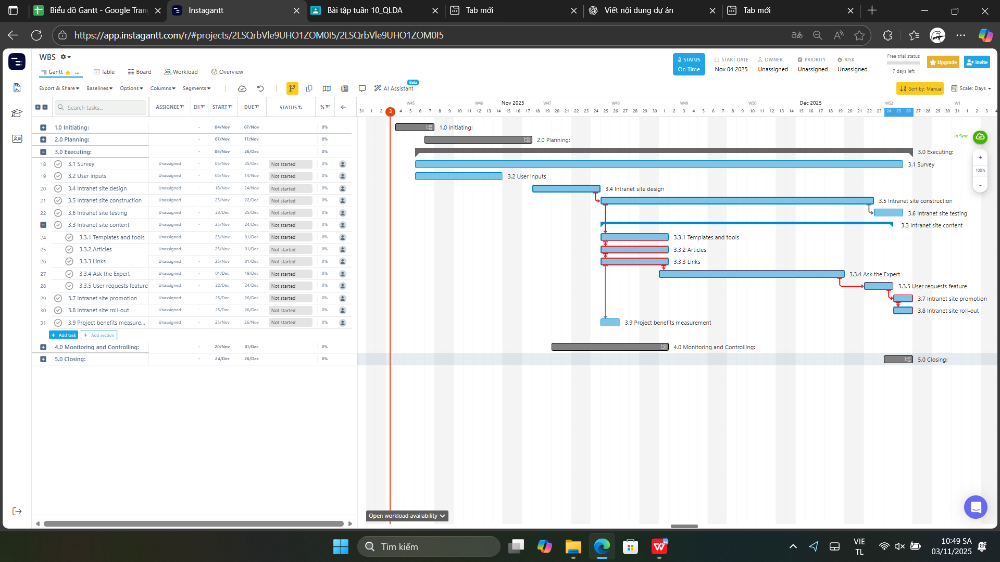 Biểu đồ Gantt - Google Tran
Instagantt
Bài tập tuần 10_QLDA
Tab mới
Viết nội dung dự án
Tab mới
https://app.instagantt.com/r/#projects/2LSQrbVle9UHO1ZOM0I5/2LSQrbVle9UHO1ZOM0I5
WBS
Gantt ...
Table
Board
Workload
Overview
STATUS
On Time
START DATE
Nov 04 2025
OWNER
Unassigned
PRIORITY
Unassigned
RISK
Unassigned
Free trial status
7 days left
Upgrade
Invite
Export & Share
Baselines
Options
Columns
Segments
AI Assistant
Beta
Sort by: Manual
Scale: Days
Search tasks...
ASSIGNEE EH START DUE STATUS %
Nov 2025 Dec 2025
W45 W46 W47 W48 W49 W50 W52 W1
31 1 2 3 4 5 6 7 8 9 10 11 12 13 14 15 16 17 18 19 20 21 22 23 24 25 26 27 28 29 30 1 2 3 4 5 6 7 8 9 10 11 12 13 14 15 16 17 18 19 20 21 22 23 24 25 26 27 28 29 30 31 1 2 3 4
1.0 Initiating: - 04/Nov 07/Nov 0% 1.0 Initiating:
2.0 Planning: - 07/Nov 17/Nov 0% 2.0 Planning:
In Sync
3.0 Executing: - 06/Nov 26/Dec 0% 3.0 Executing:
18 3.1 Survey Unassigned - 06/Nov 25/Dec Not started 0% 3.1 Survey
19 3.2 User inputs Unassigned - 06/Nov 14/Nov Not started 0% 3.2 User inputs
100%
20 3.4 Intranet site design Unassigned - 18/Nov 24/Nov Not started 0% 3.4 Intranet site design
21 3.5 Intranet site construction Unassigned - 25/Nov 22/Dec Not started 0% 3.5 Intranet site construction
22 3.6 Intranet site testing Unassigned - 23/Dec 25/Dec Not started 0% 3.6 Intranet site testing
3.3 Intranet site content Unassigned - 25/Nov 24/Dec Not started 0% 3.3 Intranet site content
24 3.3.1 Templates and tools Unassigned - 25/Nov 01/Dec Not started 0% 3.3.1 Templates and tools
25 3.3.2 Articles Unassigned - 25/Nov 01/Dec Not started 0% 3.3.2 Articles
26 3.3.3 Links Unassigned - 25/Nov 01/Dec Not started 0% 3.3.3 Links
27 3.3.4 Ask the Expert Unassigned - 01/Dec 19/Dec Not started 0% 3.3.4 Ask the Expert
28 3.3.5 User requests feature Unassigned - 22/Dec 24/Dec Not started 0% 3.3.5 User requests feature
29 3.7 Intranet site promotion Unassigned - 25/Dec 26/Dec Not started 0% 3.7 Intranet site promotion
30 3.8 Intranet site roll-out Unassigned - 25/Dec 26/Dec Not started 0% 3.8 Intranet site roll-out
31 3.9 Project benefits measure... Unassigned - 25/Nov 26/Nov Not started 0% 3.9 Project benefits measurement
+ Add task
+ Add section
4.0 Monitoring and Controlling: - 20/Nov 01/Dec 0% 4.0 Monitoring and Controlling:
5.0 Closing: - 24/Dec 26/Dec 0% 5.0 Closing:
Open workload availability
Tìm kiếm
VIE
TL
10:49 SA
03/11/2025